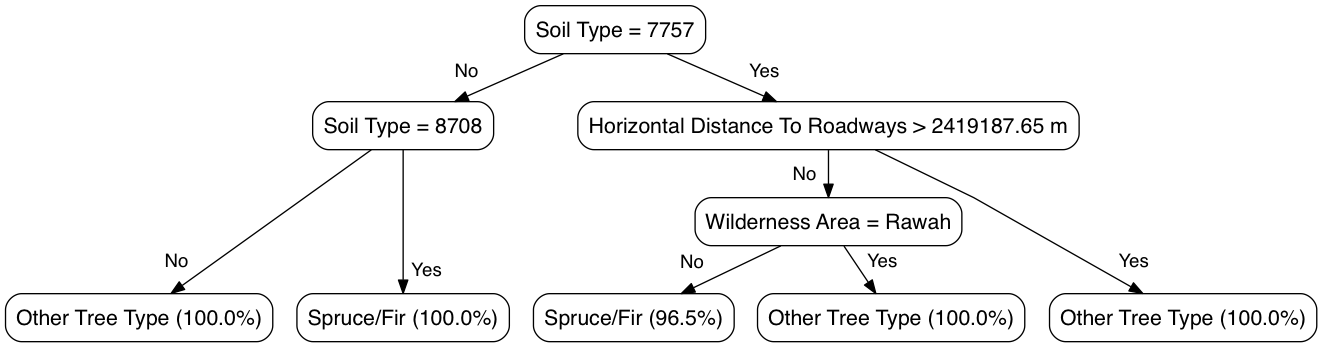 Soil Type = 7757
No
Yes
Soil Type = 8708
Horizontal Distance To Roadways > 2419187.65 m
No
Wilderness Area = Rawah
No
Yes
No
Yes
Yes
Other Tree Type (100.0%)
Spruce/Fir (100.0%)
Spruce/Fir (96.5%)
Other Tree Type (100.0%)
Other Tree Type (100.0%)